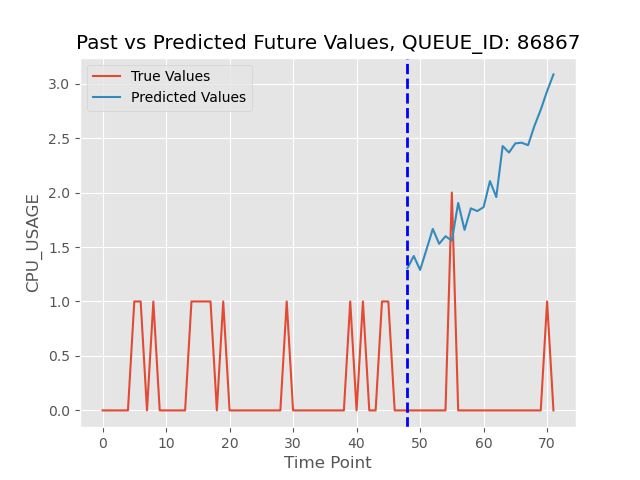 Past vs Predicted Future Values, QUEUE_ID: 86867
True Values
Predicted Values
3.0
2.5
2.0
1.5
1.0
0.5
0.0
CPU_USAGE
0 10 20 30 40 50 60 70
Time Point